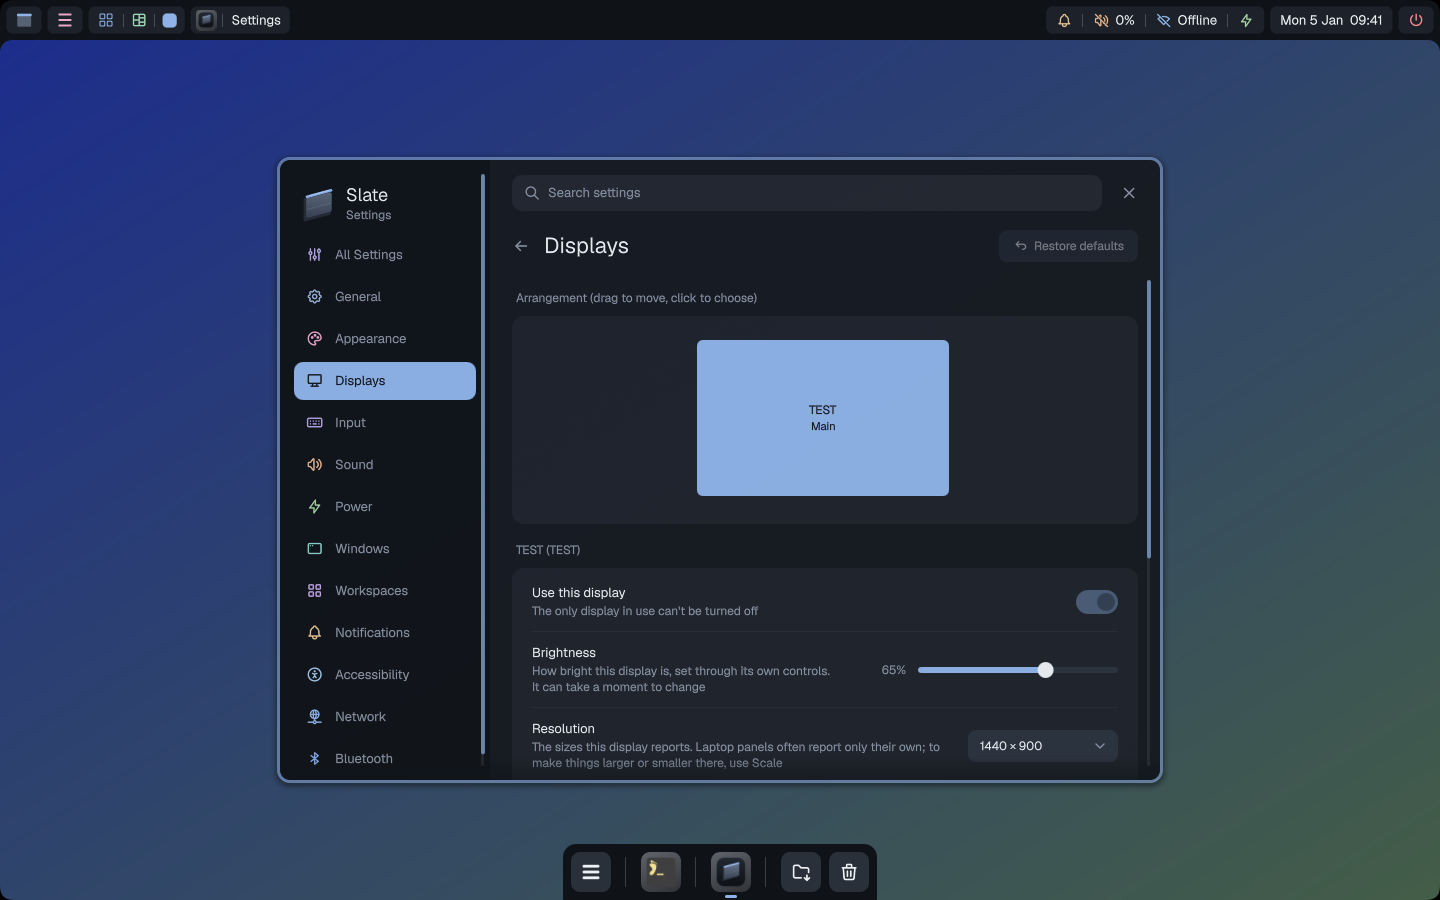 Settings
0%
Offline
Mon 5 Jan 09:41
Slate
Settings
All Settings
General
Appearance
Displays
Input
Sound
Power
Windows
Workspaces
Notifications
Accessibility
Network
Bluetooth
Search settings
Displays
Restore defaults
Arrangement (drag to move, click to choose)
TEST
Main
TEST (TEST)
Use this display
The only display in use can't be turned off
Brightness
How bright this display is, set through its own controls.
It can take a moment to change
65%
Resolution
The sizes this display reports. Laptop panels often report only their own; to
make things larger or smaller there, use Scale
1440 × 900